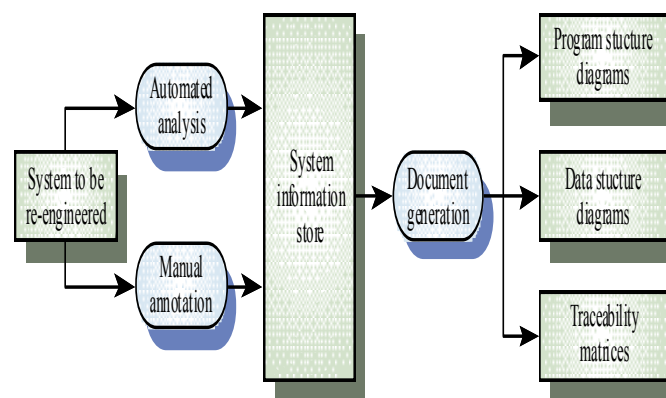 System to be
re-engineered
Automated
analysis
Manual
annotation
System
information
store
Document
generation
Program stucture
diagrams
Data stucture
diagrams
Traceability
matrices